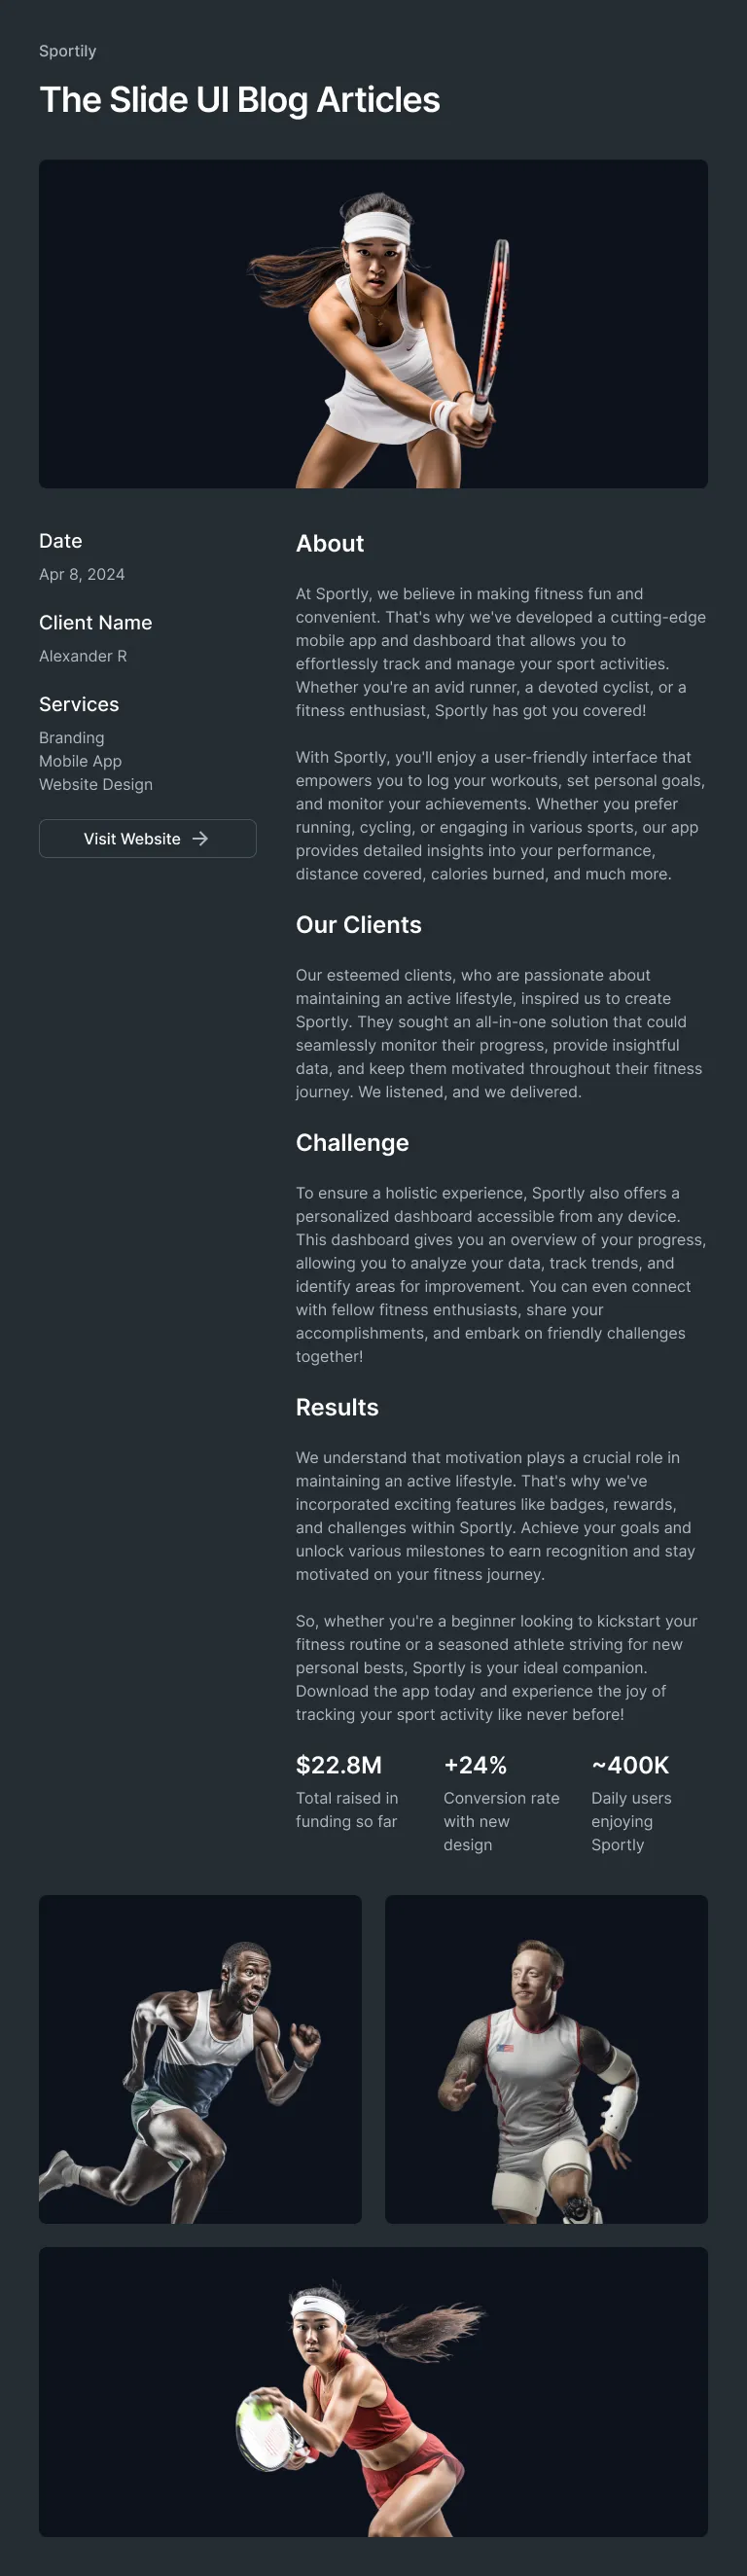 Sportily
The Slide UI Blog Articles
Date
Apr 8, 2024
Client Name
Alexander R
Services
Branding
Mobile App
Website Design
Visit Website
About
At Sportly, we believe in making fitness fun and
convenient. That's why we've developed a cutting-edge
mobile app and dashboard that allows you to
effortlessly track and manage your sport activities.
Whether you're an avid runner, a devoted cyclist, or a
fitness enthusiast, Sportly has got you covered!
With Sportly, you'll enjoy a user-friendly interface that
empowers you to log your workouts, set personal goals,
and monitor your achievements. Whether you prefer
running, cycling, or engaging in various sports, our app
provides detailed insights into your performance,
distance covered, calories burned, and much more.
Our Clients
Our esteemed clients, who are passionate about
maintaining an active lifestyle, inspired us to create
Sportly. They sought an all-in-one solution that could
seamlessly monitor their progress, provide insightful
data, and keep them motivated throughout their fitness
journey. We listened, and we delivered.
Challenge
To ensure a holistic experience, Sportly also offers a
personalized dashboard accessible from any device.
This dashboard gives you an overview of your progress,
allowing you to analyze your data, track trends, and
identify areas for improvement. You can even connect
with fellow fitness enthusiasts, share your
accomplishments, and embark on friendly challenges
together!
Results
We understand that motivation plays a crucial role in
maintaining an active lifestyle. That's why we've
incorporated exciting features like badges, rewards,
and challenges within Sportly. Achieve your goals and
unlock various milestones to earn recognition and stay
motivated on your fitness journey.
So, whether you're a beginner looking to kickstart your
fitness routine or a seasoned athlete striving for new
personal bests, Sportly is your ideal companion.
Download the app today and experience the joy of
tracking your sport activity like never before!
$22.8M
Total raised in
funding so far
+24%
Conversion rate
with new
design
~400K
Daily users
enjoying
Sportly